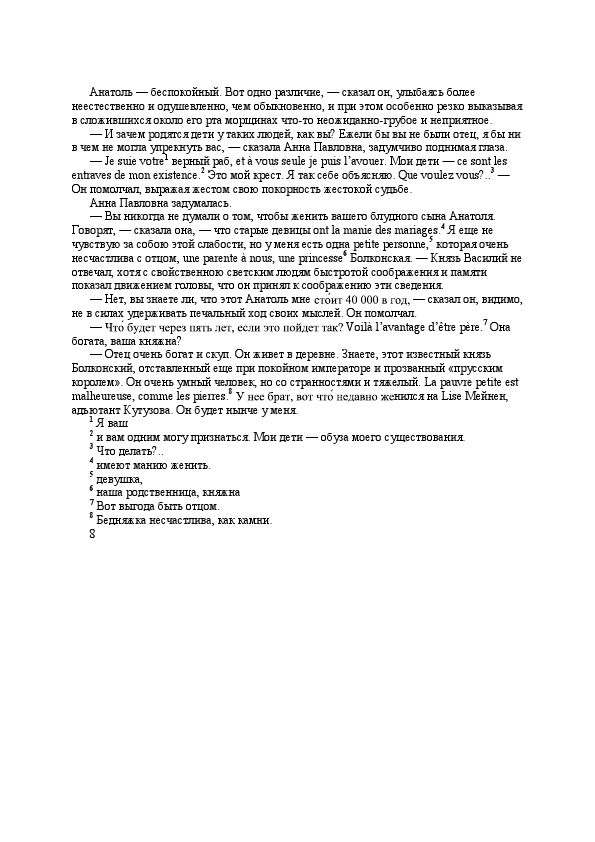 Анатоль — беспокойный. Вот одно различие, — сказал он, улыбаясь более
неестественно и одушевленно, чем обыкновенно, и при этом особенно резко выказывая
в сложившихся около его рта морщинах что-то неожиданно-грубое и неприятное.
— И зачем родятся дети у таких людей, как вы? Ежели бы вы не были отец, я бы ни
в чем не могла упрекнуть вас, — сказала Анна Павловна, задумчиво поднимая глаза.
— Je suie votre¹ верный раб, et à vous seule je puis l’avouer. Мои дети — ce sont les
entraves de mon existence.² Это мой крест. Я так себе объясняю. Que voulez vous?..³ —
Он помолчал, выражая жестом свою покорность жестокой судьбе.
Анна Павловна задумалась.
— Вы никогда не думали о том, чтобы женить вашего блудного сына Анатоля.
Говорят, — сказала она, — что старые девицы ont la manie des mariages.⁴ Я еще не
чувствую за собою этой слабости, но у меня есть одна petite personne,⁵ которая очень
несчастлива с отцом, une parente à nous, une princesse⁶ Болконская. — Князь Василий не
отвечал, хотя с свойственною светским людям быстротой соображения и памяти
показал движением головы, что он принял к соображению эти сведения.
— Нет, вы знаете ли, что этот Анатоль мне сто́ит 40 000 в год, — сказал он, видимо,
не в силах удерживать печальный ход своих мыслей. Он помолчал.
— Что́ будет через пять лет, если это пойдет так? Voilà l’avantage d’être père.⁷ Она
богата, ваша княжна?
— Отец очень богат и скуп. Он живет в деревне. Знаете, этот известный князь
Болконский, отставленный еще при покойном императоре и прозванный «прусским
королем». Он очень умный человек, но со странностями и тяжелый. La pauvre petite est
malheureuse, comme les pierres.⁸ У нее брат, вот что́ недавно женился на Lise Мейнен,
адъютант Кутузова. Он будет нынче у меня.
¹ Я ваш
² и вам одним могу признаться. Мои дети — обуза моего существования.
³ Что делать?..
⁴ имеют манию женить.
⁵ девушка,
⁶ наша родственница, княжна
⁷ Вот выгода быть отцом.
⁸ Бедняжка несчастлива, как камни.
8